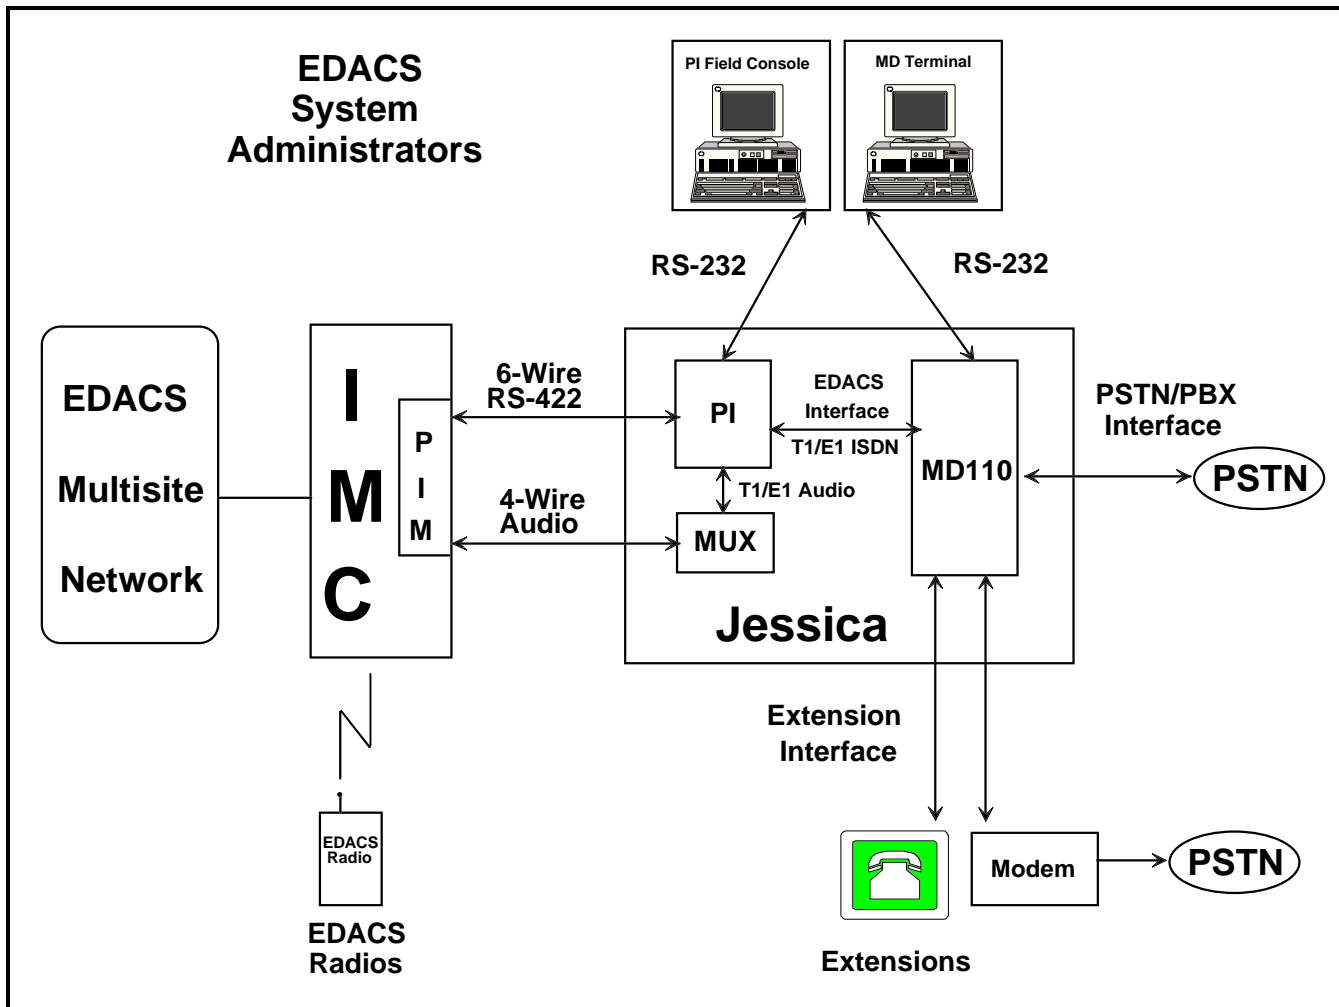 EDACS
System
Administrators
PI Field Console
MD Terminal
RS-232
RS-232
EDACS
Multisite
Network
I
M
C
P
I
M
6-Wire
RS-422
4-Wire
Audio
PI
EDACS
Interface
T1/E1 ISDN
T1/E1 Audio
MUX
MD110
Jessica
PSTN/PBX
Interface
PSTN
Extension
Interface
EDACS
Radio
EDACS
Radios
Modem
PSTN
Extensions